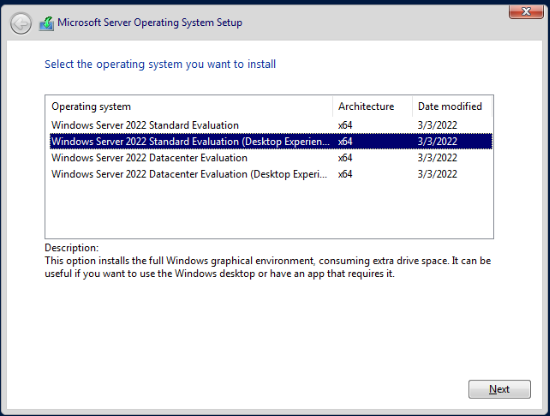 Microsoft Server Operating System Setup
Select the operating system you want to install
Operating system Architecture Date modified
Windows Server 2022 Standard Evaluation x64 3/3/2022
Windows Server 2022 Standard Evaluation (Desktop Experien... x64 3/3/2022
Windows Server 2022 Datacenter Evaluation x64 3/3/2022
Windows Server 2022 Datacenter Evaluation (Desktop Experi... x64 3/3/2022
Description:
This option installs the full Windows graphical environment, consuming extra drive space. It can be
useful if you want to use the Windows desktop or have an app that requires it.
Next